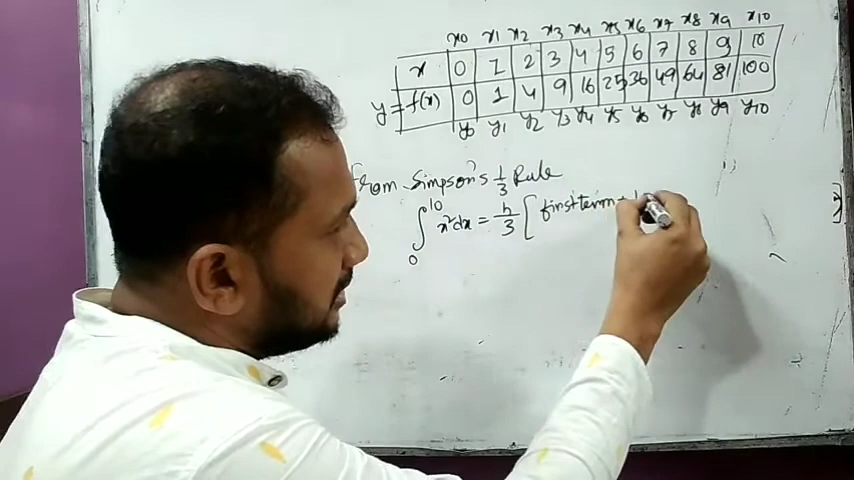 x0 x1 x2 x3 x4 x5 x6 x7 x8 x9 x10
x 0 1 2 3 4 5 6 7 8 9 10
y = f(x) 0 1 4 9 16 25 36 49 64 81 100
y0 y1 y2 y3 y4 y5 y6 y7 y8 y9 y10
From Simpson's 1/3 Rule
∫₀¹⁰ x²dx = h/3 [ first term +